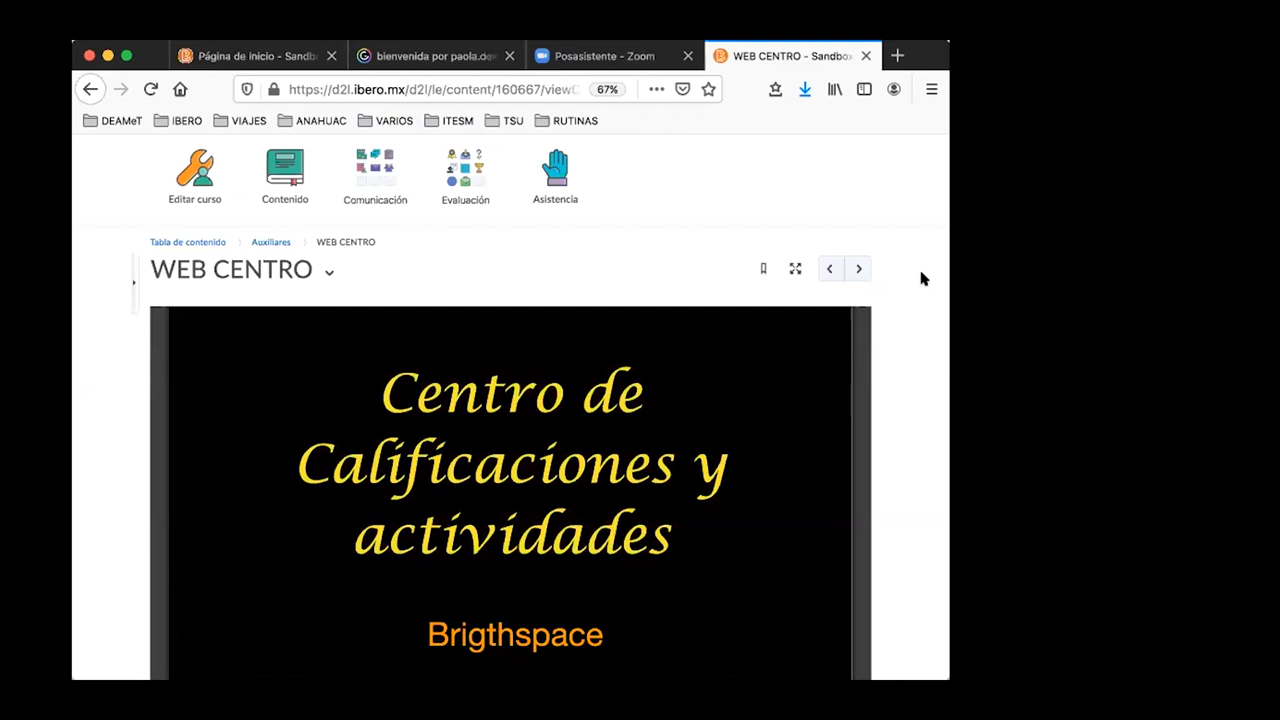 Página de inicio - Sandb
bienvenida por paola.de
Posasistente - Zoom
WEB CENTRO - Sandbox
https://d2l.ibero.mx/d2l/le/content/160667/view
67%
DEAMeT
IBERO
VIAJES
ANAHUAC
VARIOS
ITESM
TSU
RUTINAS
Editar curso
Contenido
Comunicación
Evaluación
Asistencia
Tabla de contenido
Auxiliares
WEB CENTRO
WEB CENTRO
Centro de
Calificaciones y
actividades
Brigthspace